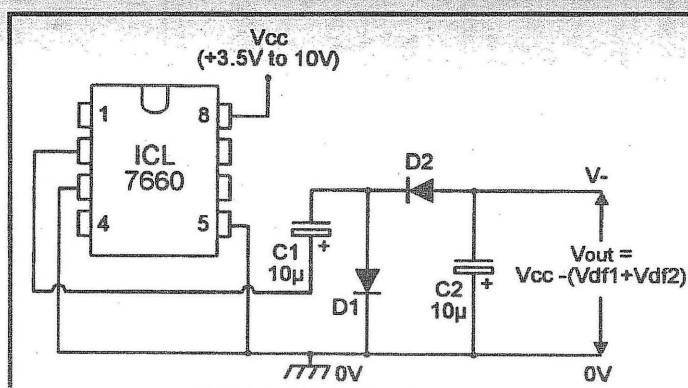 Vcc
(+3.5V to 10V)
1
8
ICL
7660
4
5
C1
10µ
+
D1
D2
C2
10µ
+
V-
Vout =
Vcc -(Vdf1+Vdf2)
0V
0V